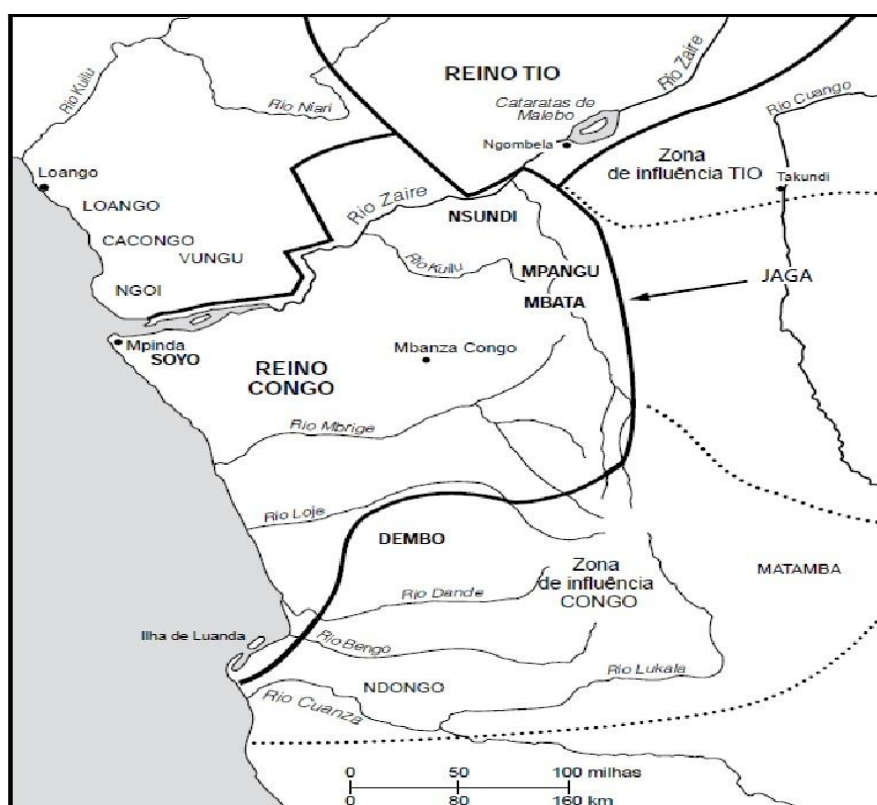 REINO TIO
Rio Zaire
Rio Kuilu
Rio Niari
Cataratas de
Malebo
Rio Cuango
Ngombela
Zona
de influência TIO
Takundi
Loango
LOANGO
Rio Zaire
NSUNDI
CACONGO
VUNGU
Rio Kuilu
MPANGU
JAGA
NGOI
MBATA
Mpinda
SOYO
Mbanza Congo
REINO
CONGO
Rio Mbrige
Rio Loje
DEMBO
Zona
de influência
CONGO
MATAMBA
Rio Dande
Ilha de Luanda
Rio Bengo
Rio Lukala
NDONGO
Rio Cuanza
0 50 100 milhas
0 80 160 km